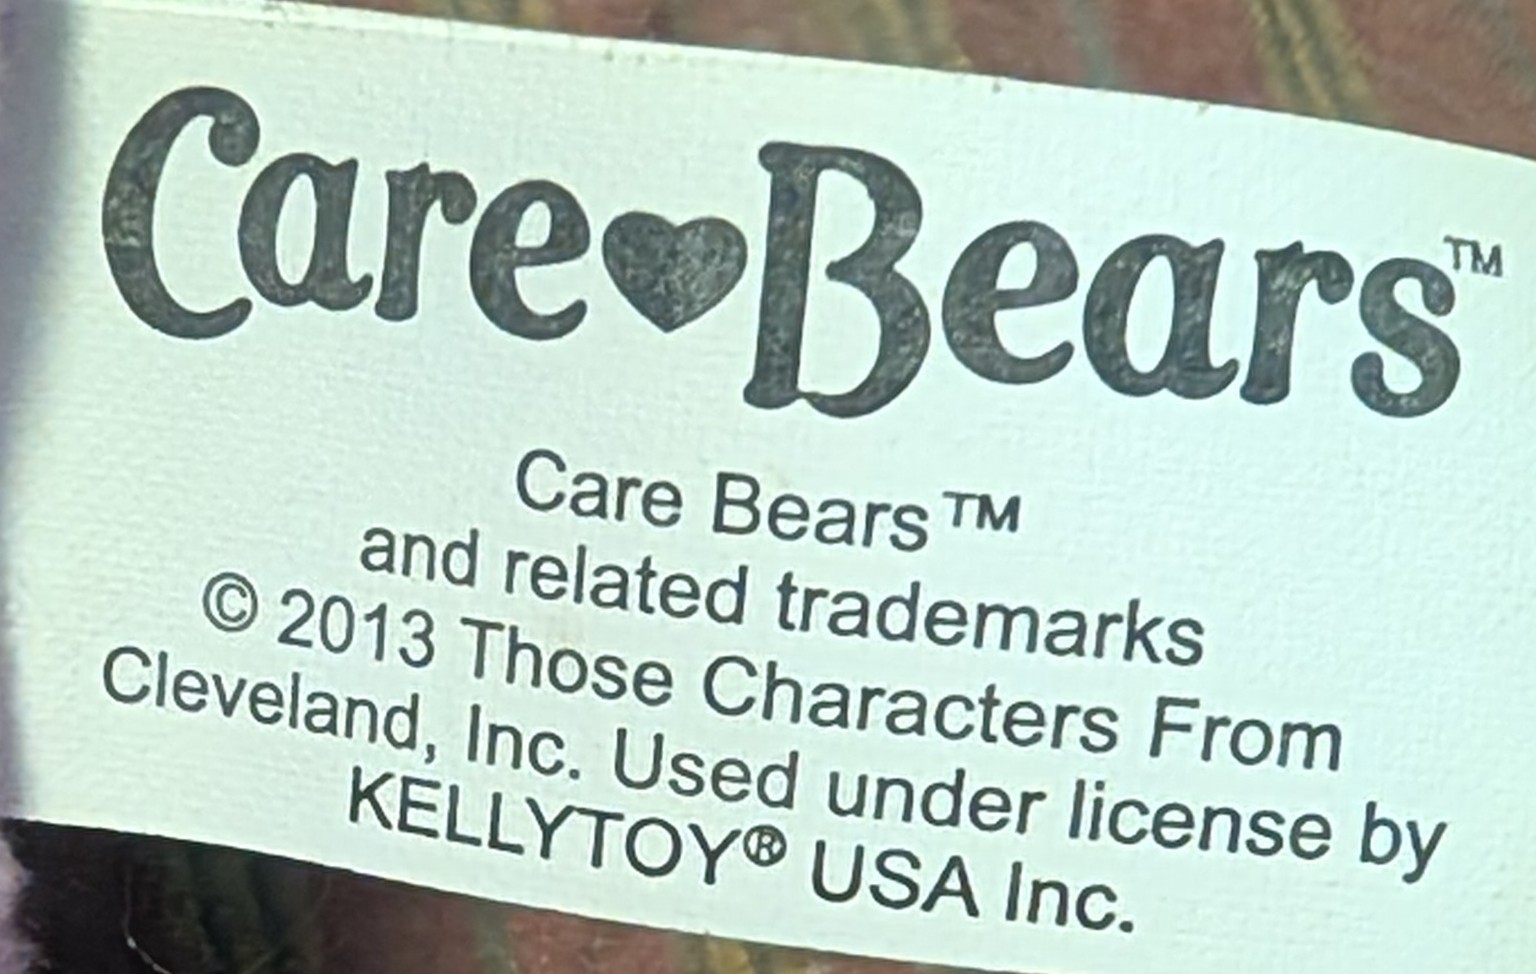 Care Bears™
Care Bears™
and related trademarks
© 2013 Those Characters From
Cleveland, Inc. Used under license by
KELLYTOY® USA Inc.